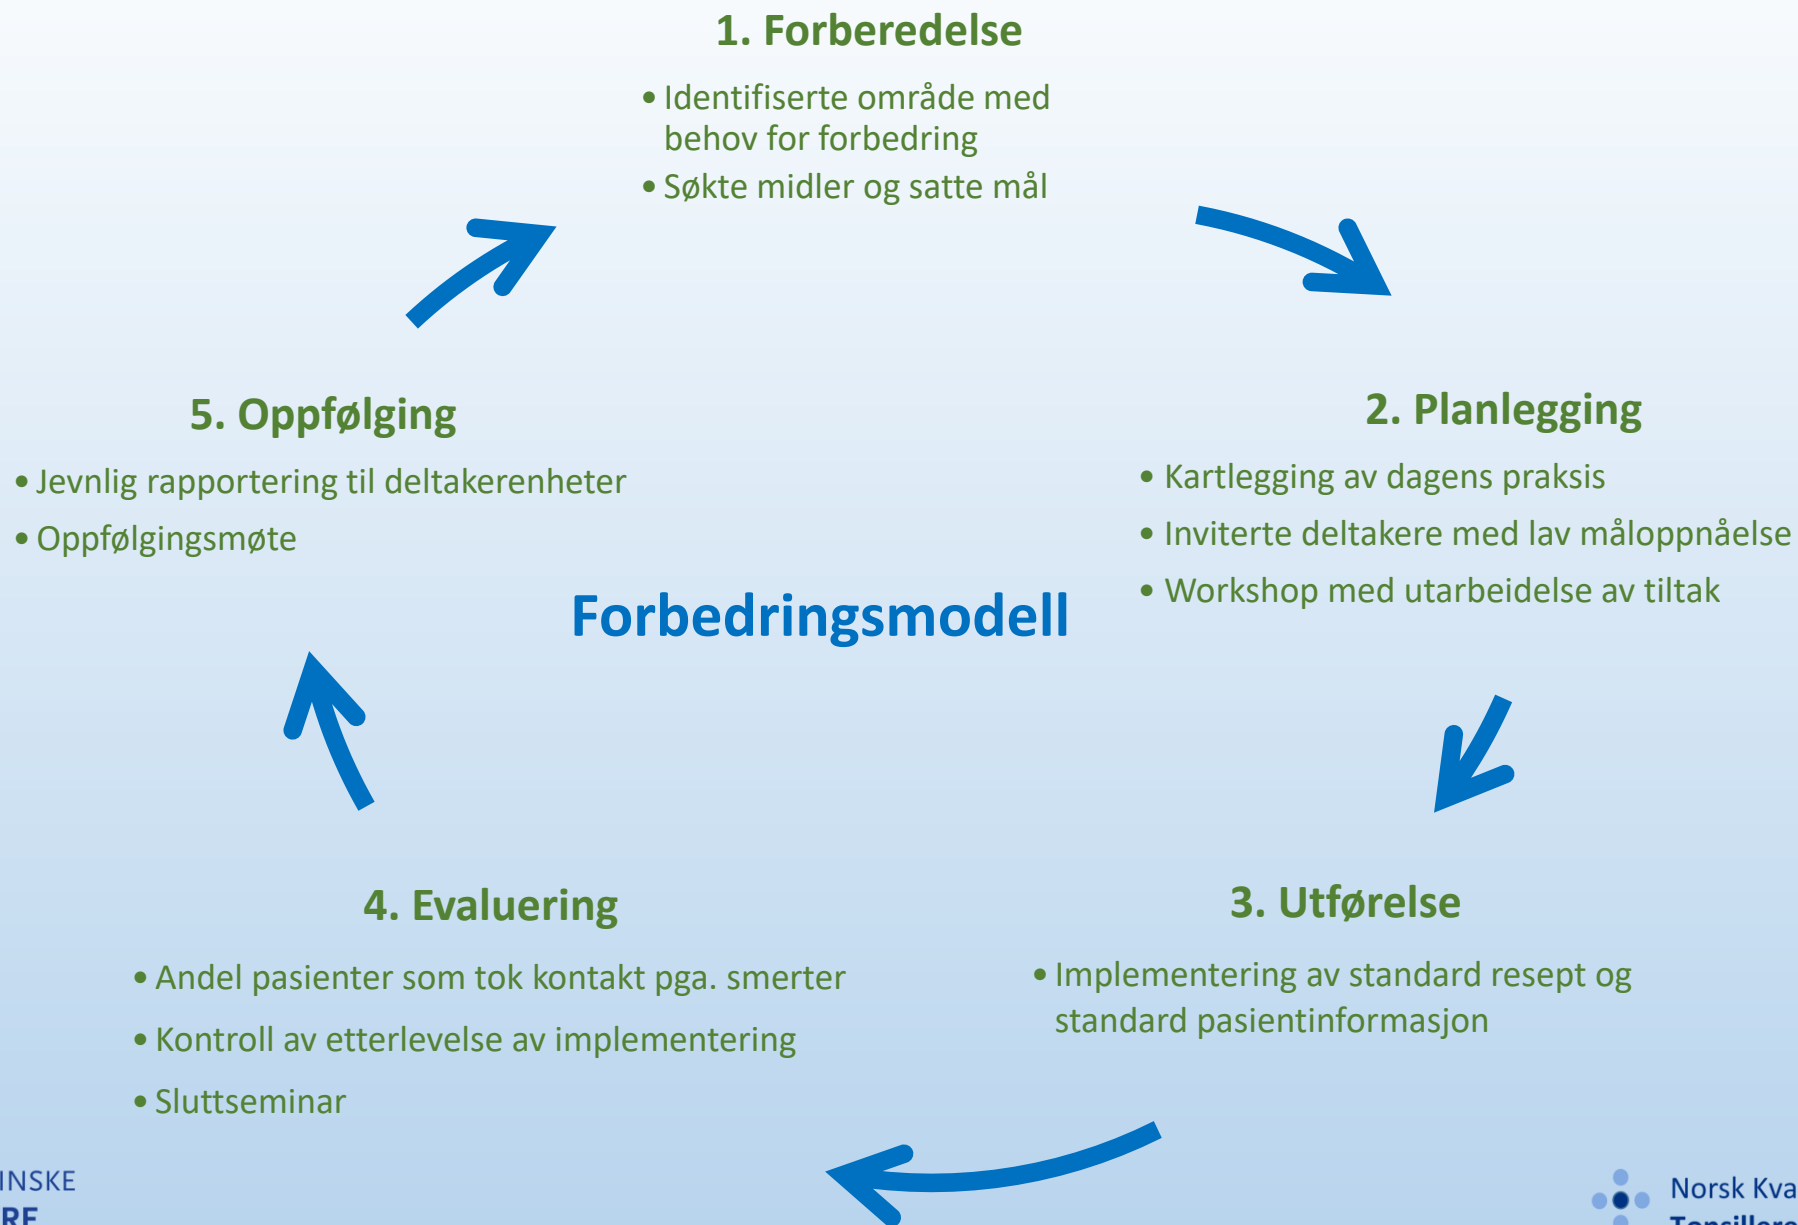 1. Forberedelse
• Identifiserte område med
behov for forbedring
• Søkte midler og satte mål
2. Planlegging
• Kartlegging av dagens praksis
• Inviterte deltakere med lav måloppnåelse
• Workshop med utarbeidelse av tiltak
3. Utførelse
• Implementering av standard resept og
standard pasientinformasjon
4. Evaluering
• Andel pasienter som tok kontakt pga. smerter
• Kontroll av etterlevelse av implementering
• Sluttseminar
5. Oppfølging
• Jevnlig rapportering til deltakerenheter
• Oppfølgingsmøte
Forbedringsmodell
INSKE
Norsk Kva